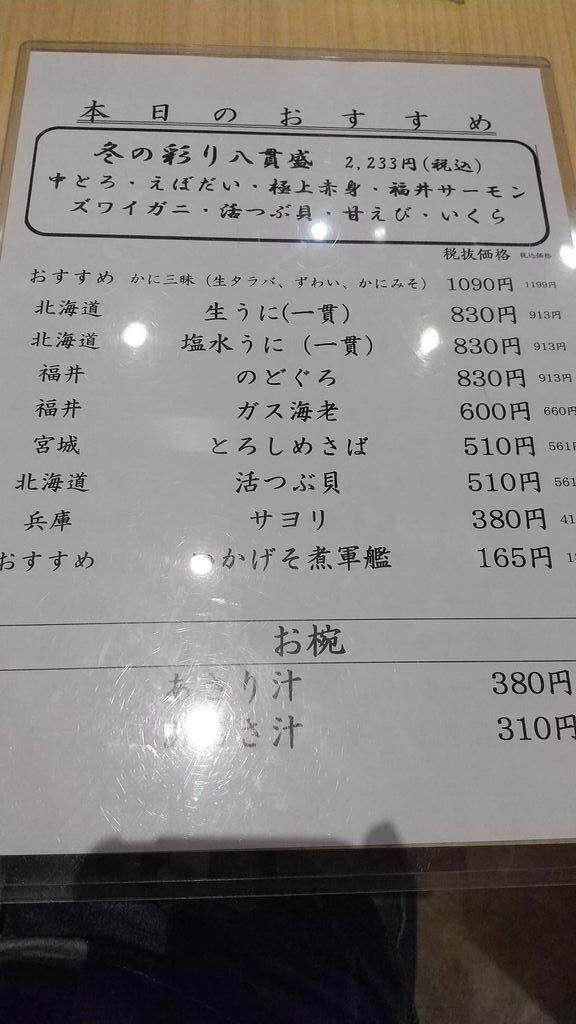 本日のおすすめ
冬の彩り八貫盛 2,233円(税込)
中とろ・えぼだい・極上赤身・福井サーモン
ズワイガニ・活つぶ貝・甘えび・いくら
税抜価格 税込価格
おすすめ かに三昧(生タラバ、ずわい、かにみそ) 1090円 1199円
北海道 生うに(一貫) 830円 913円
北海道 塩水うに(一貫) 830円 913円
福井 のどぐろ 830円 913円
福井 ガス海老 600円 660円
宮城 とろしめさば 510円 561円
北海道 活つぶ貝 510円 561
兵庫 サヨリ 380円
おすすめ かげそ煮軍艦 165円
お椀
あさり汁 380円
さ汁 310円